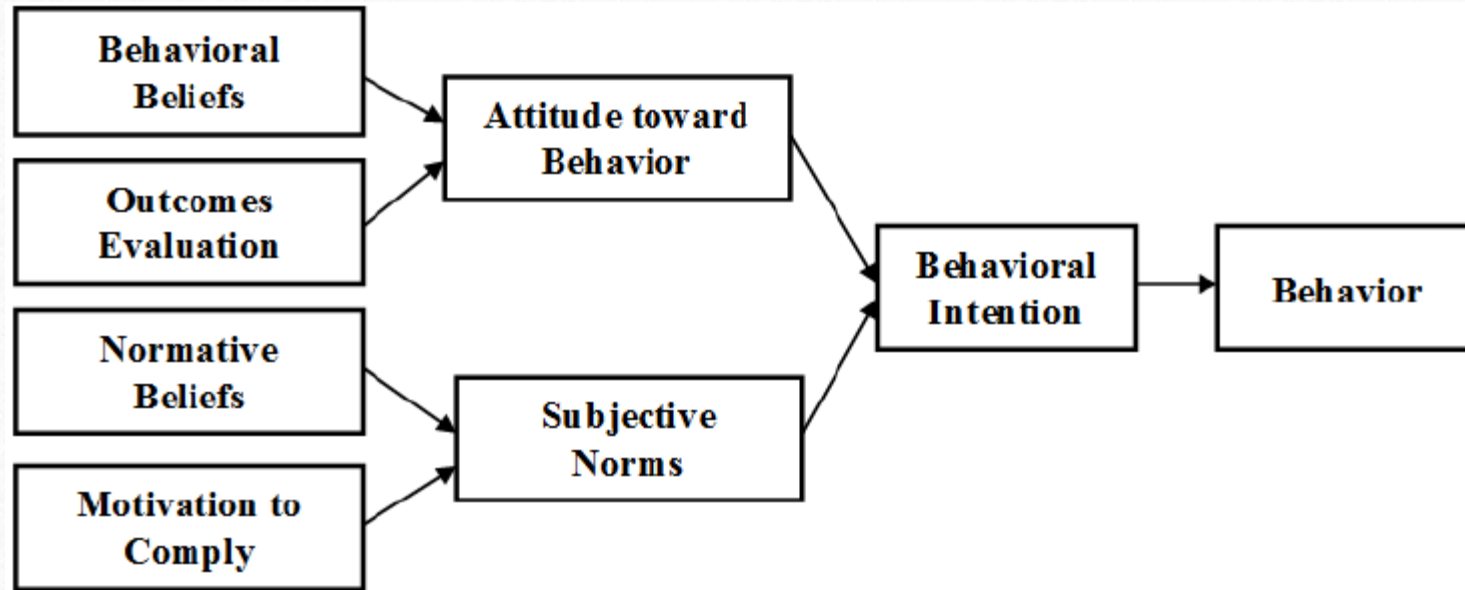 Behavioral
Beliefs
Outcomes
Evaluation
Normative
Beliefs
Motivation to
Comply
Attitude toward
Behavior
Subjective
Norms
Behavioral
Intention
Behavior